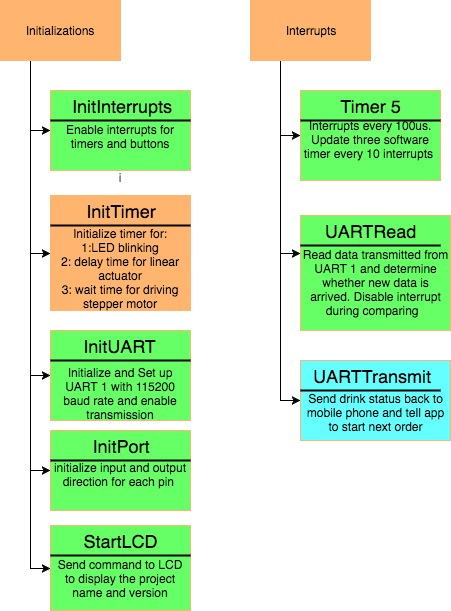 Initializations
InitInterrupts
Enable interrupts for
timers and buttons
i
InitTimer
Initialize timer for:
1:LED blinking
2: delay time for linear
actuator
3: wait time for driving
stepper motor
InitUART
Initialize and Set up
UART 1 with 115200
baud rate and enable
transmission
InitPort
initialize input and output
direction for each pin
StartLCD
Send command to LCD
to display the project
name and version
Interrupts
Timer 5
Interrupts every 100us.
Update three software
timer every 10 interrupts
UARTRead
Read data transmitted from
UART 1 and determine
whether new data is
arrived. Disable interrupt
during comparing
UARTTransmit
Send drink status back to
mobile phone and tell app
to start next order